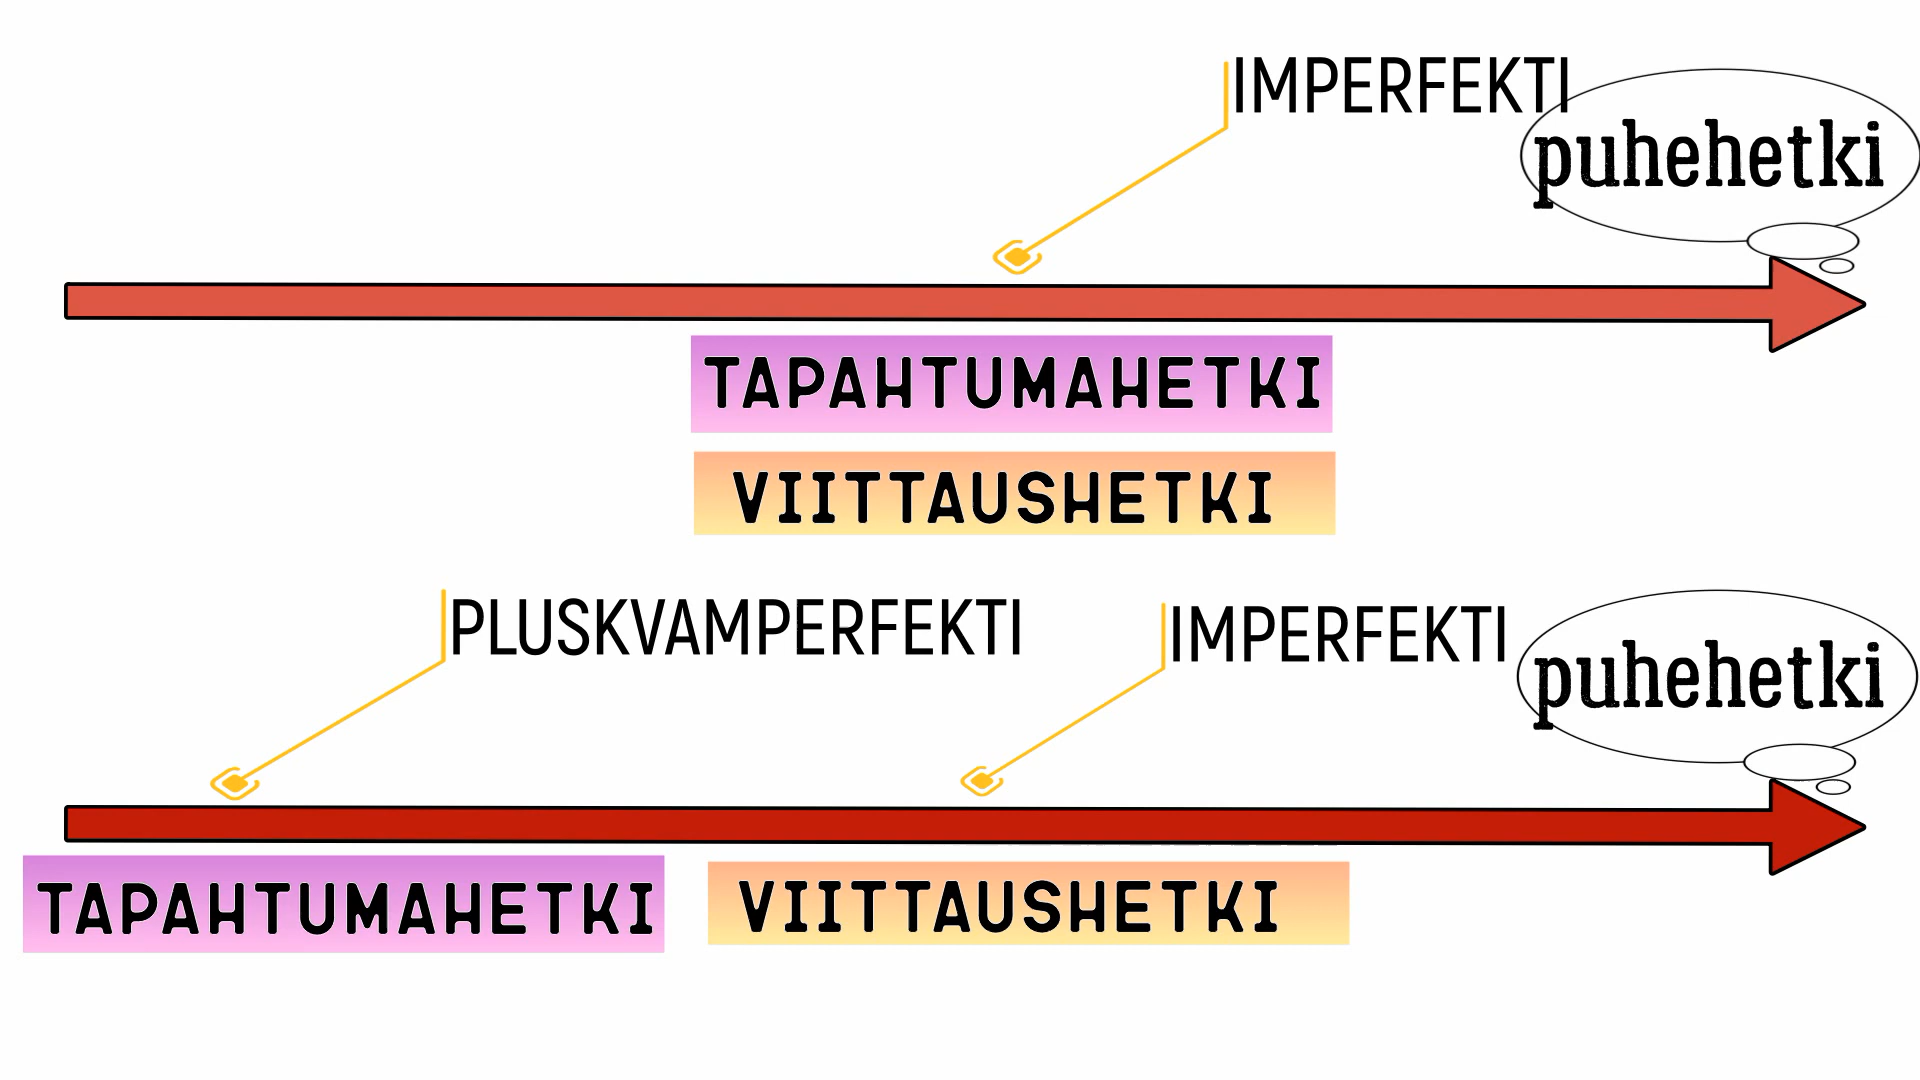 IMPERFEKTI
puhehetki
TAPAHTUMAHETKI
VIITTAUSHETKI
PLUSKVAMPERFEKTI
IMPERFEKTI
puhehetki
TAPAHTUMAHETKI
VIITTAUSHETKI